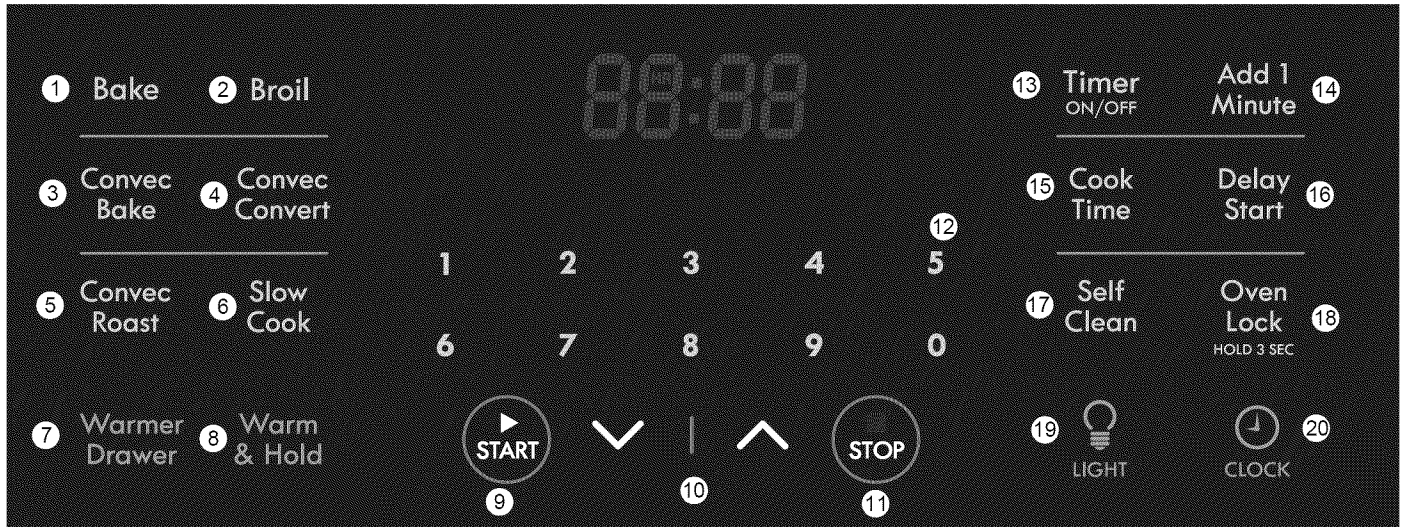 88:88
HR
1 Bake
2 Broil
3 Convec
Bake
4 Convec
Convert
5 Convec
Roast
6 Slow
Cook
7 Warmer
Drawer
8 Warm
& Hold
12
1 2 3 4 5
6 7 8 9 0
START
9
10
STOP
11
13 Timer
ON/OFF
Add 1
Minute 14
15 Cook
Time
Delay
Start 16
17 Self
Clean
Oven
Lock 18
HOLD 3 SEC
19
LIGHT
20
CLOCK